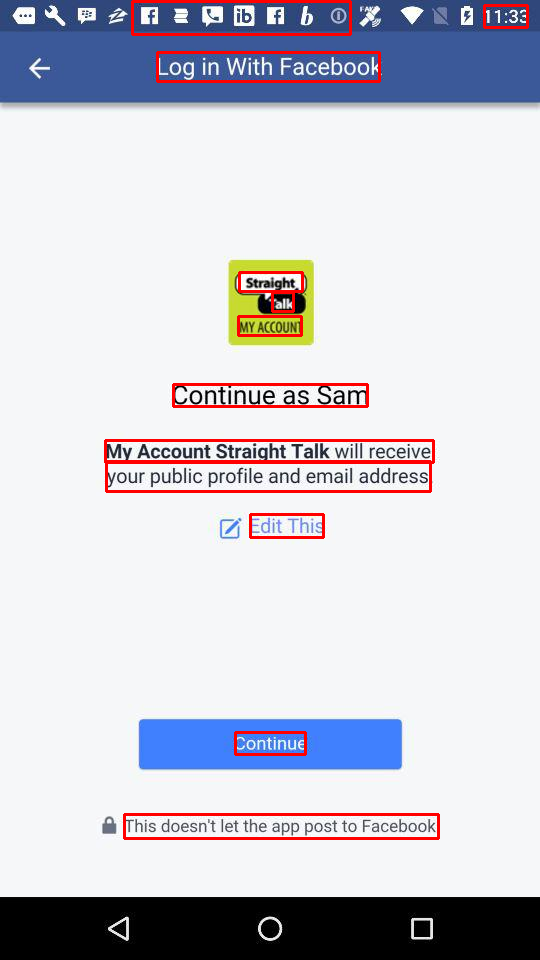 11:33
Log in With Facebook
Straight
Talk
MY ACCOUNT
Continue as Sam
My Account Straight Talk will receive
your public profile and email address
Edit This
Continue
This doesn't let the app post to Facebook